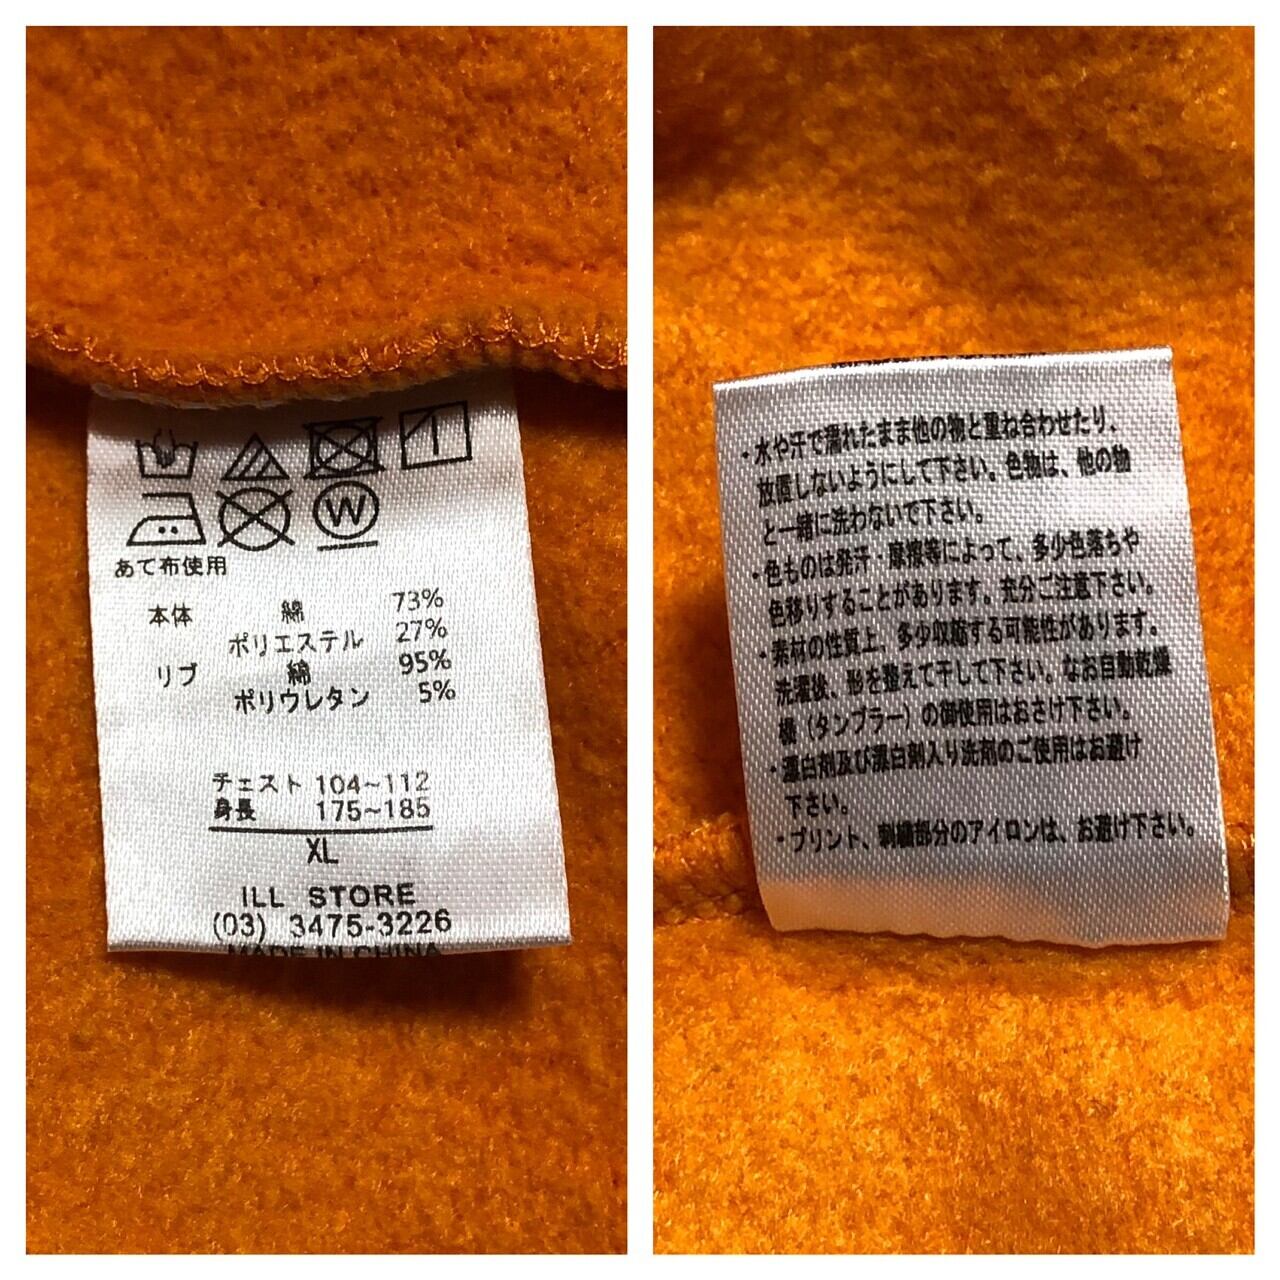 W
あて布使用
本体 綿 73%
ポリエステル 27%
リブ 綿 95%
ポリウレタン 5%
チェスト 104~112
身長 175~185
XL
ILL STORE
(03) 3475-3226
MADE IN CHINA
・水や汗で濡れたまま他の物と重ね合わせたり、
放置しないようにして下さい。色物は、他の物
と一緒に洗わないで下さい。
・色ものは発汗・摩擦等によって、多少色落ちや
色移りすることがあります。充分ご注意下さい。
・素材の性質上、多少収縮する可能性があります。
洗濯後、形を整えて干して下さい。なお自動乾燥
機（タンブラー）の御使用はおさけ下さい。
・漂白剤及び漂白剤入り洗剤のご使用はお避け
下さい。
・プリント、刺繍部分のアイロンは、お避け下さい。